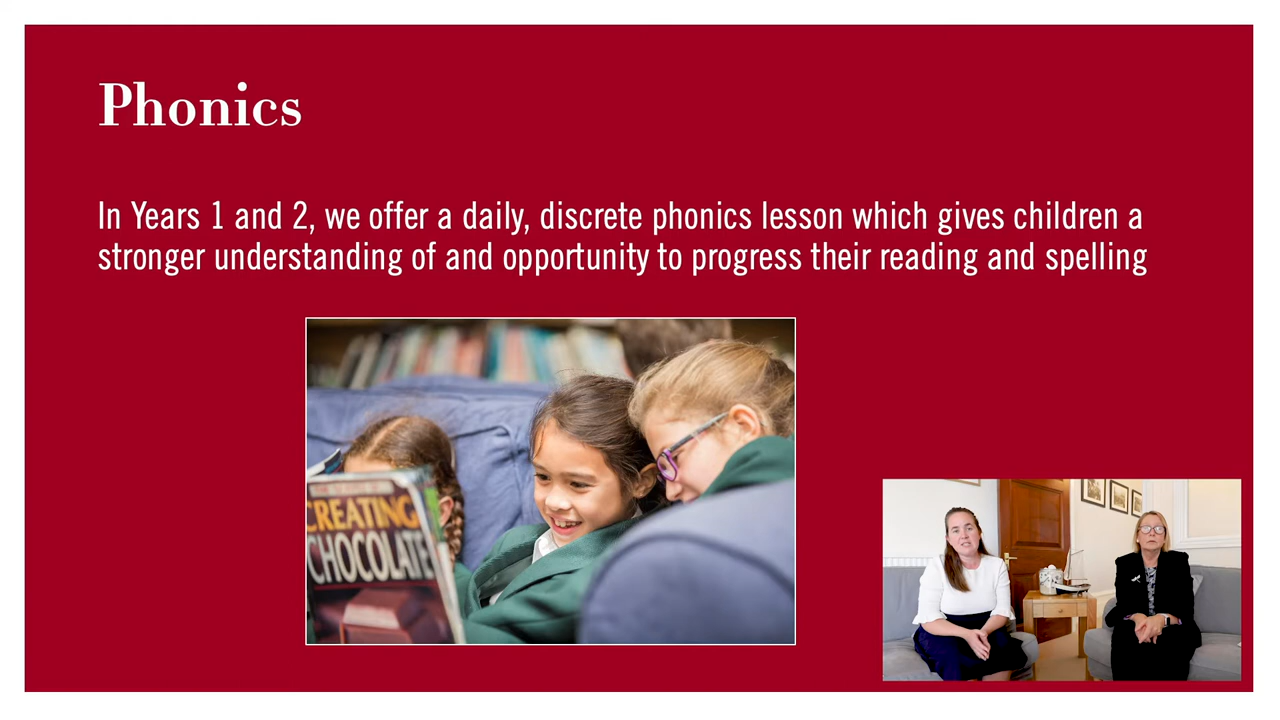 Phonics
In Years 1 and 2, we offer a daily, discrete phonics lesson which gives children a
stronger understanding of and opportunity to progress their reading and spelling
CREATING
CHOCOLATE